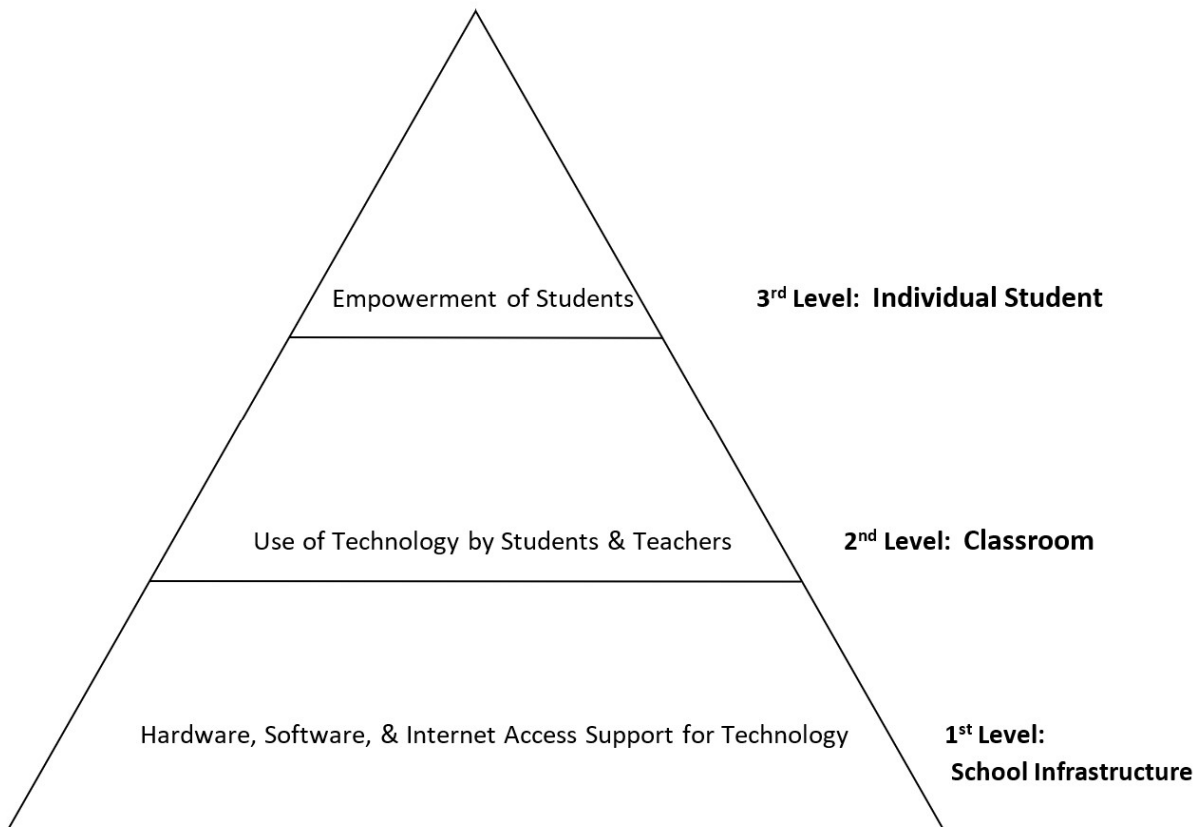 Empowerment of Students
3rd Level: Individual Student
Use of Technology by Students & Teachers
2nd Level: Classroom
Hardware, Software, & Internet Access Support for Technology
1st Level:
School Infrastructure